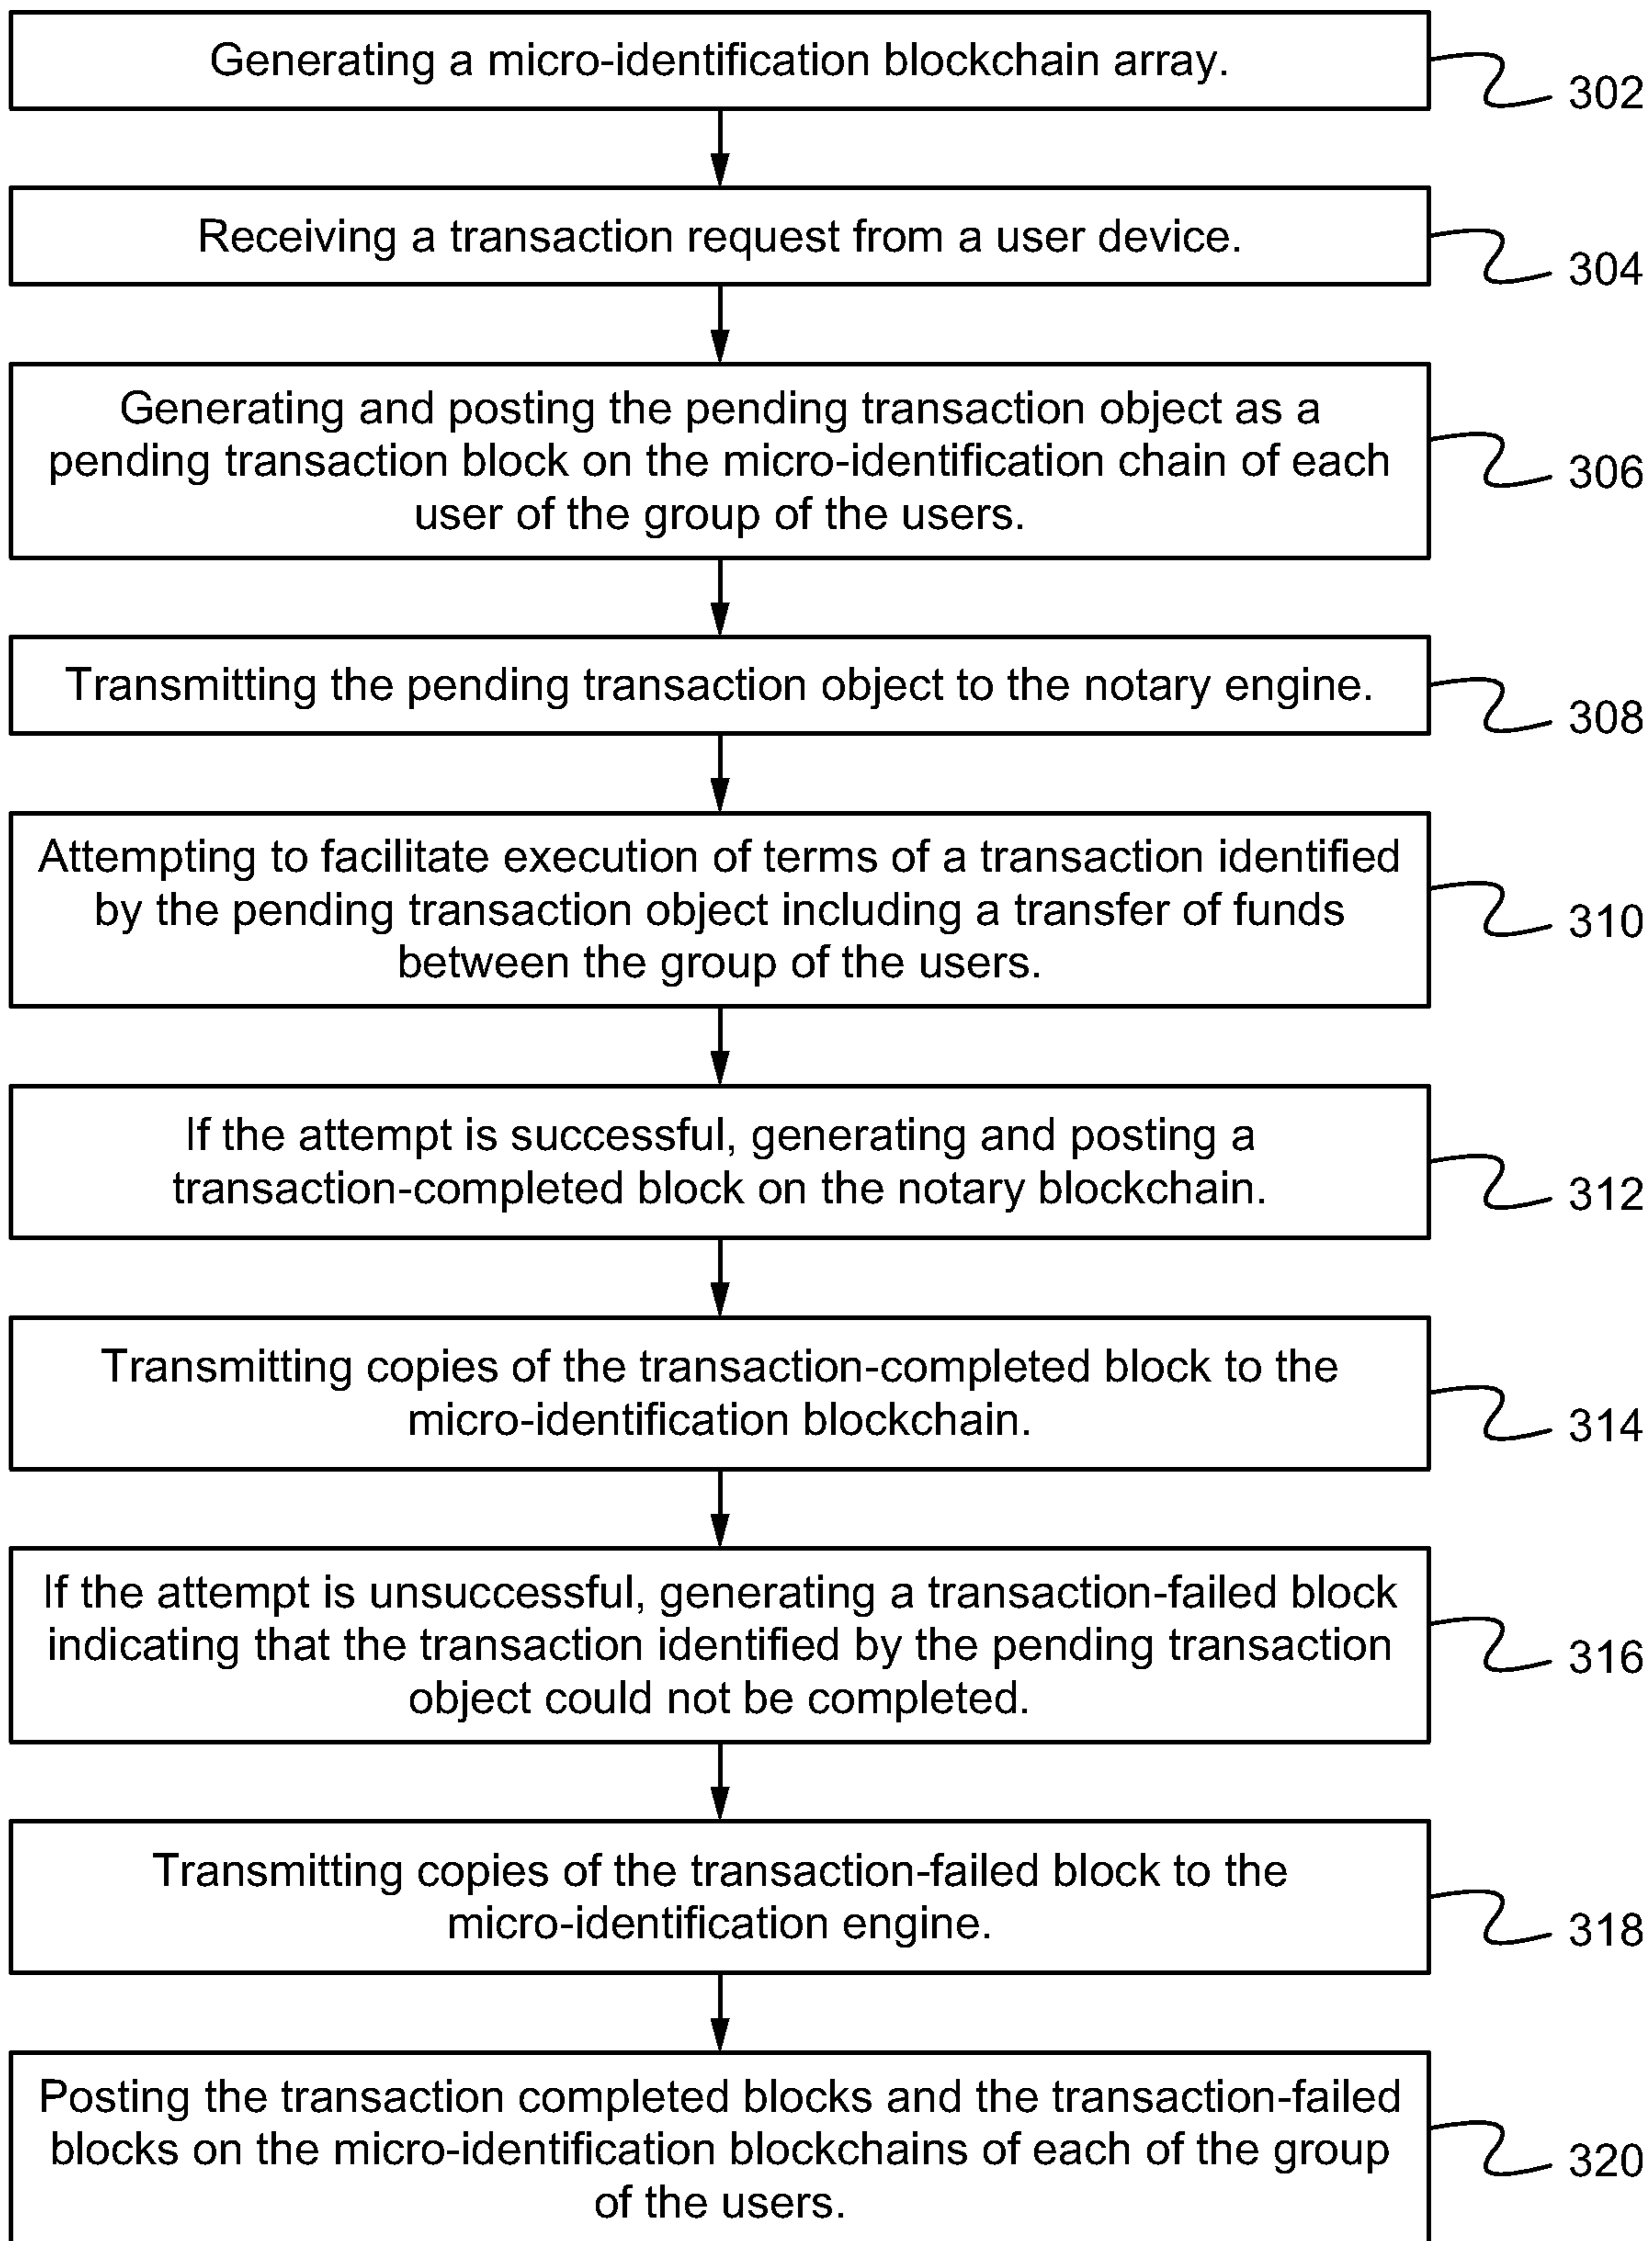 Generating a micro-identification blockchain array.
302
Receiving a transaction request from a user device.
304
Generating and posting the pending transaction object as a
pending transaction block on the micro-identification chain of each
user of the group of the users.
306
Transmitting the pending transaction object to the notary engine.
308
Attempting to facilitate execution of terms of a transaction identified
by the pending transaction object including a transfer of funds
between the group of the users.
310
If the attempt is successful, generating and posting a
transaction-completed block on the notary blockchain.
312
Transmitting copies of the transaction-completed block to the
micro-identification blockchain.
314
If the attempt is unsuccessful, generating a transaction-failed block
indicating that the transaction identified by the pending transaction
object could not be completed.
316
Transmitting copies of the transaction-failed block to the
micro-identification engine.
318
Posting the transaction completed blocks and the transaction-failed
blocks on the micro-identification blockchains of each of the group
of the users.
320